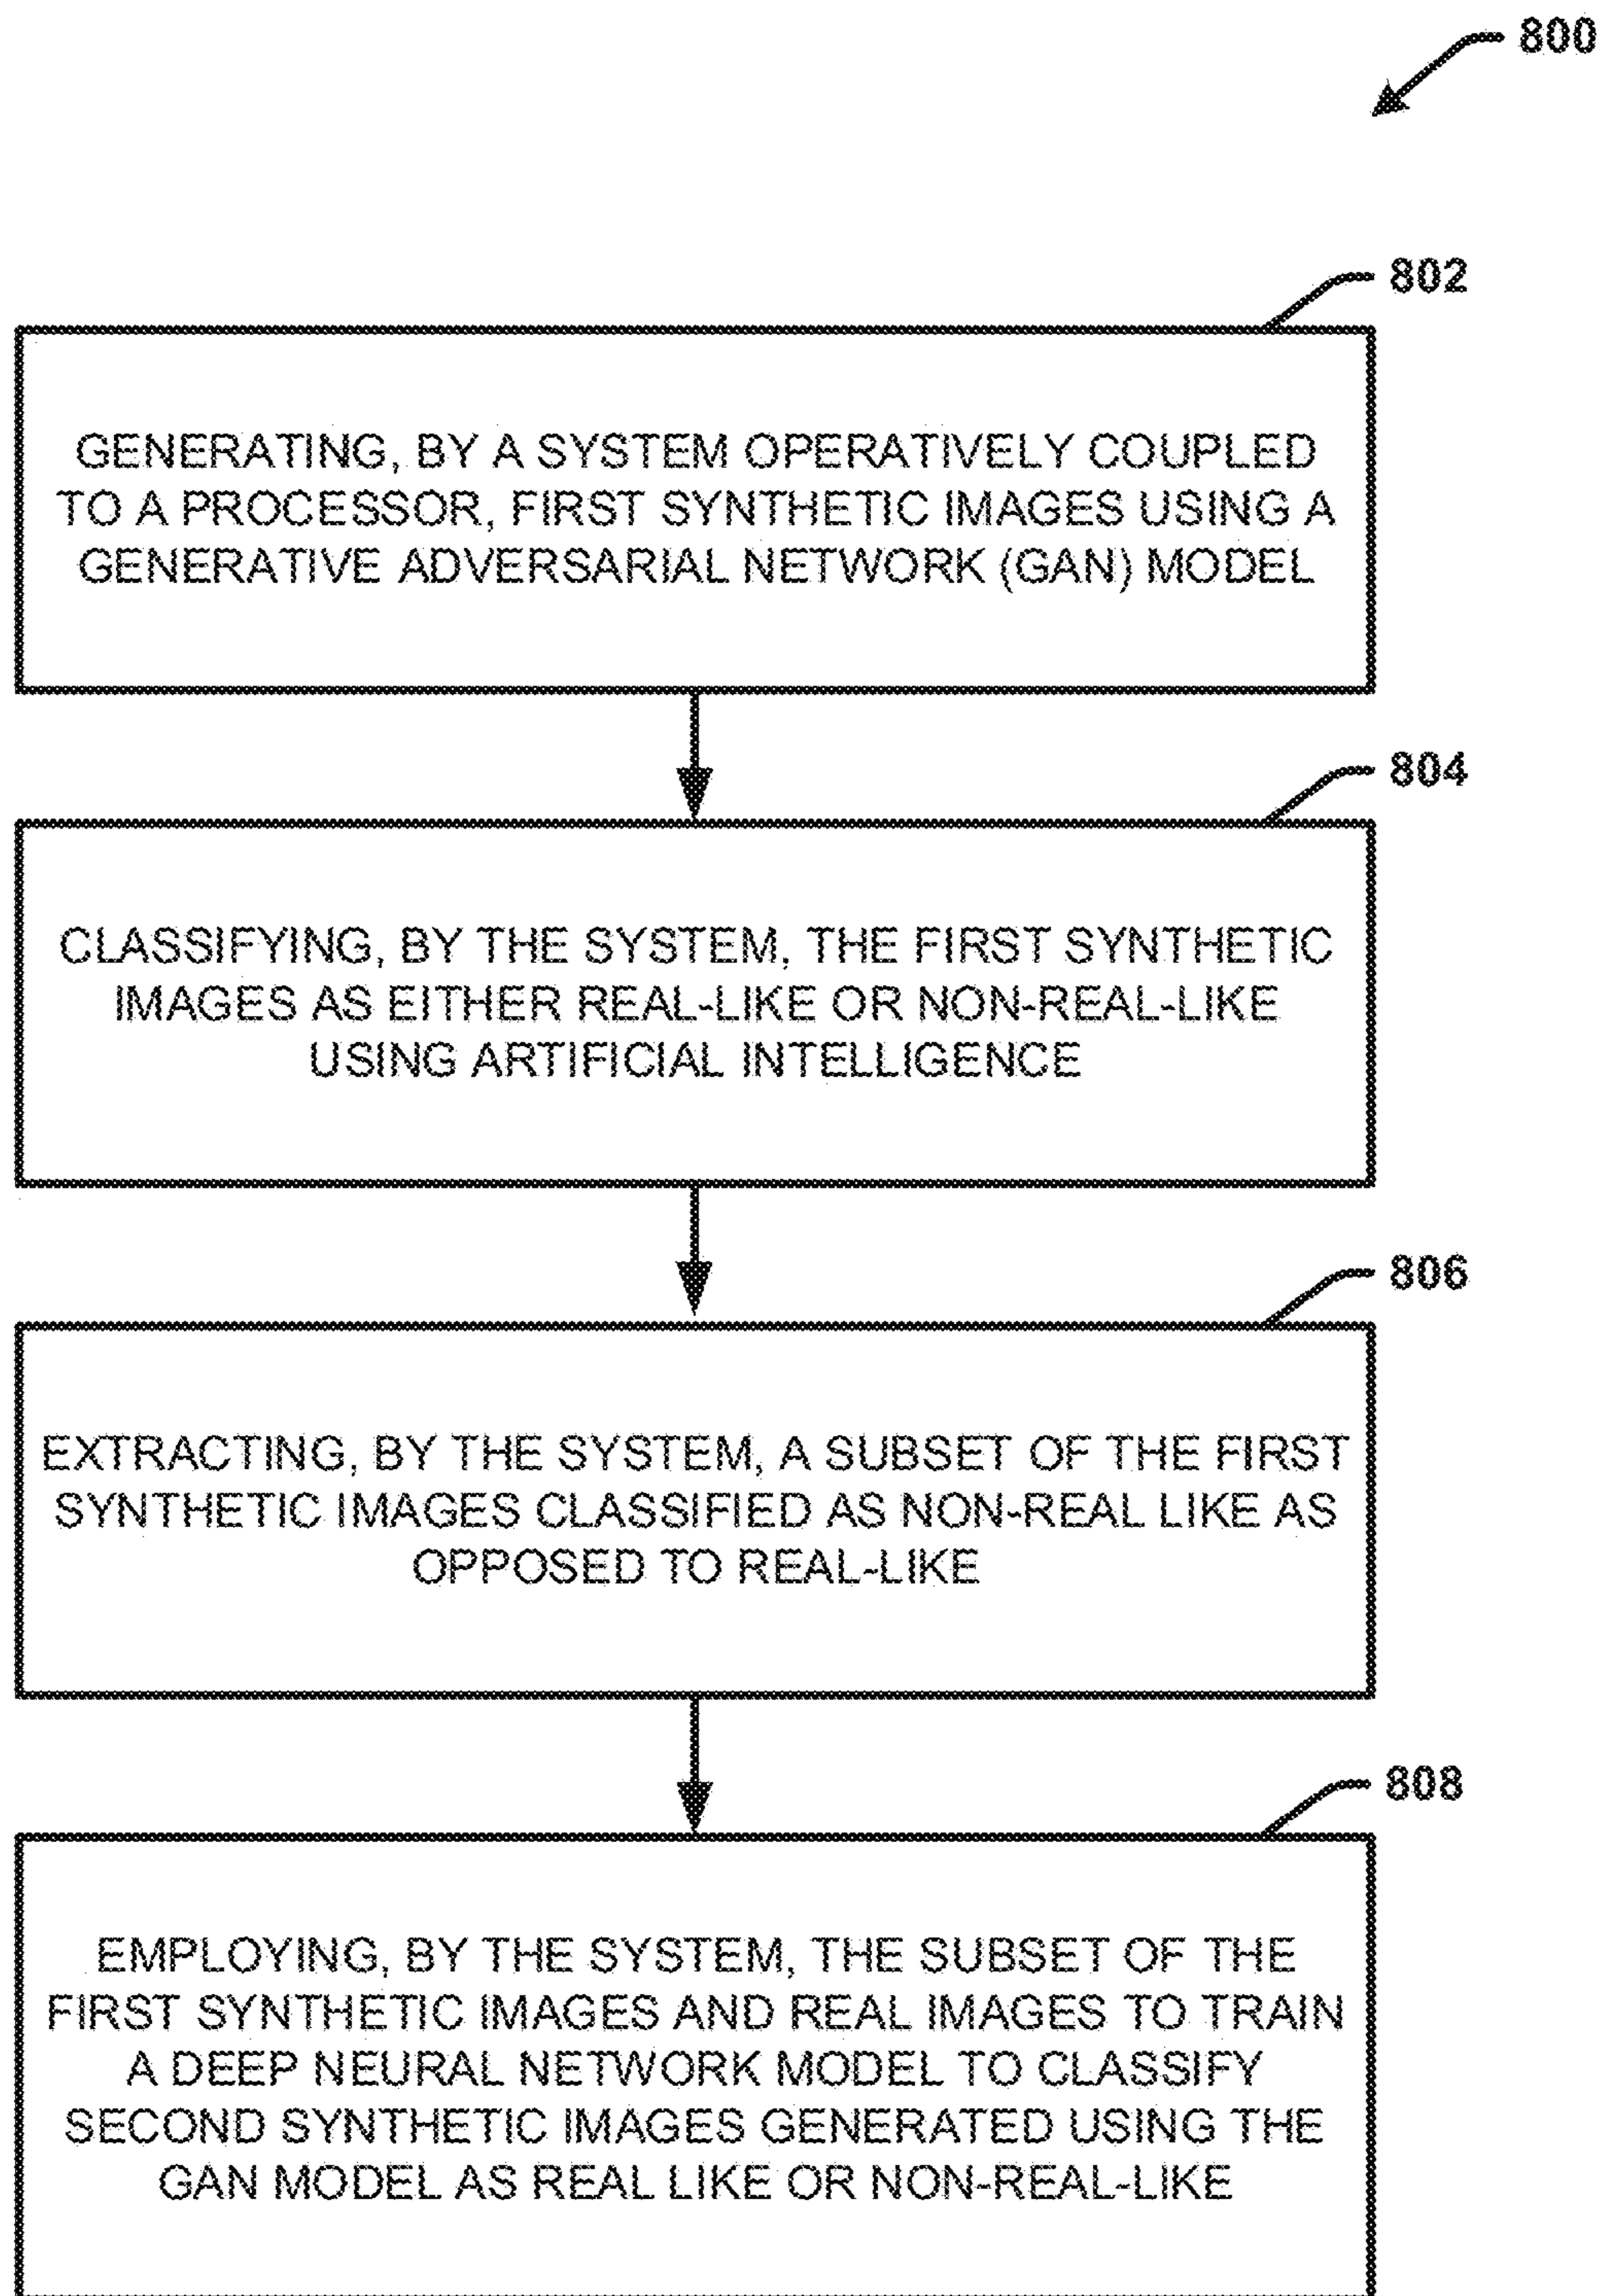 800
802
GENERATING, BY A SYSTEM OPERATIVELY COUPLED
TO A PROCESSOR, FIRST SYNTHETIC IMAGES USING A
GENERATIVE ADVERSARIAL NETWORK (GAN) MODEL
804
CLASSIFYING, BY THE SYSTEM, THE FIRST SYNTHETIC
IMAGES AS EITHER REAL-LIKE OR NON-REAL-LIKE
USING ARTIFICIAL INTELLIGENCE
806
EXTRACTING, BY THE SYSTEM, A SUBSET OF THE FIRST
SYNTHETIC IMAGES CLASSIFIED AS NON-REAL LIKE AS
OPPOSED TO REAL-LIKE
808
EMPLOYING, BY THE SYSTEM, THE SUBSET OF THE
FIRST SYNTHETIC IMAGES AND REAL IMAGES TO TRAIN
A DEEP NEURAL NETWORK MODEL TO CLASSIFY
SECOND SYNTHETIC IMAGES GENERATED USING THE
GAN MODEL AS REAL LIKE OR NON-REAL-LIKE